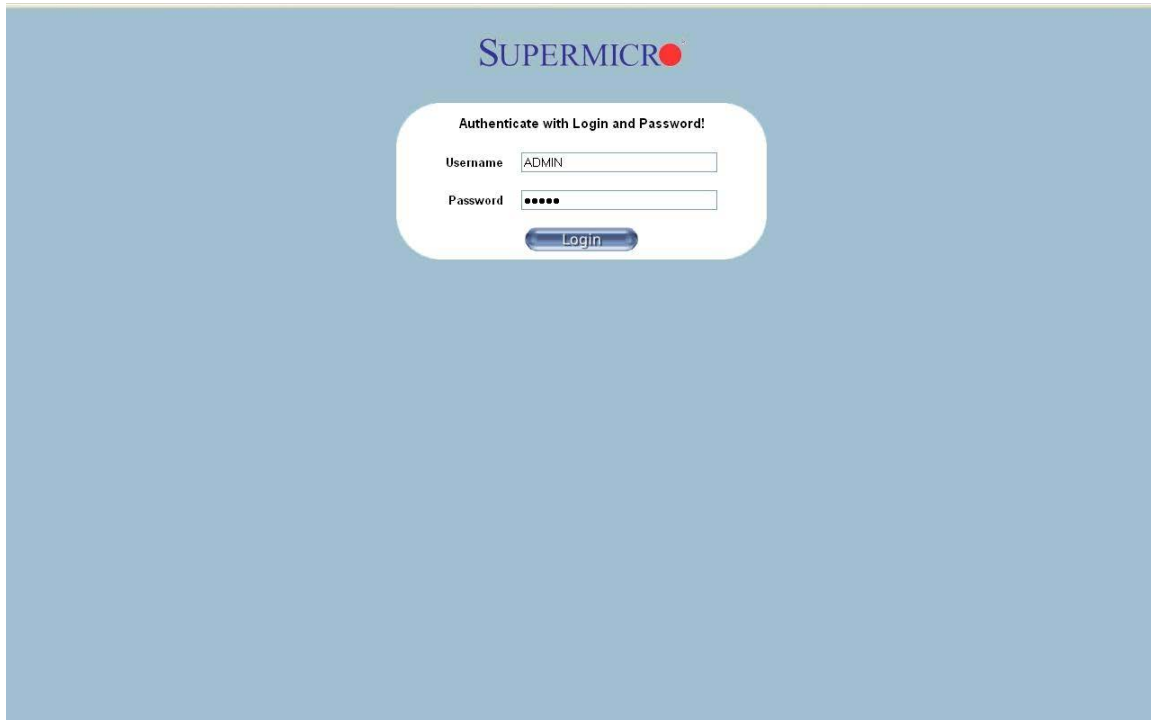 SUPERMICRO
Authenticate with Login and Password!
Username ADMIN
Password •••••
Login